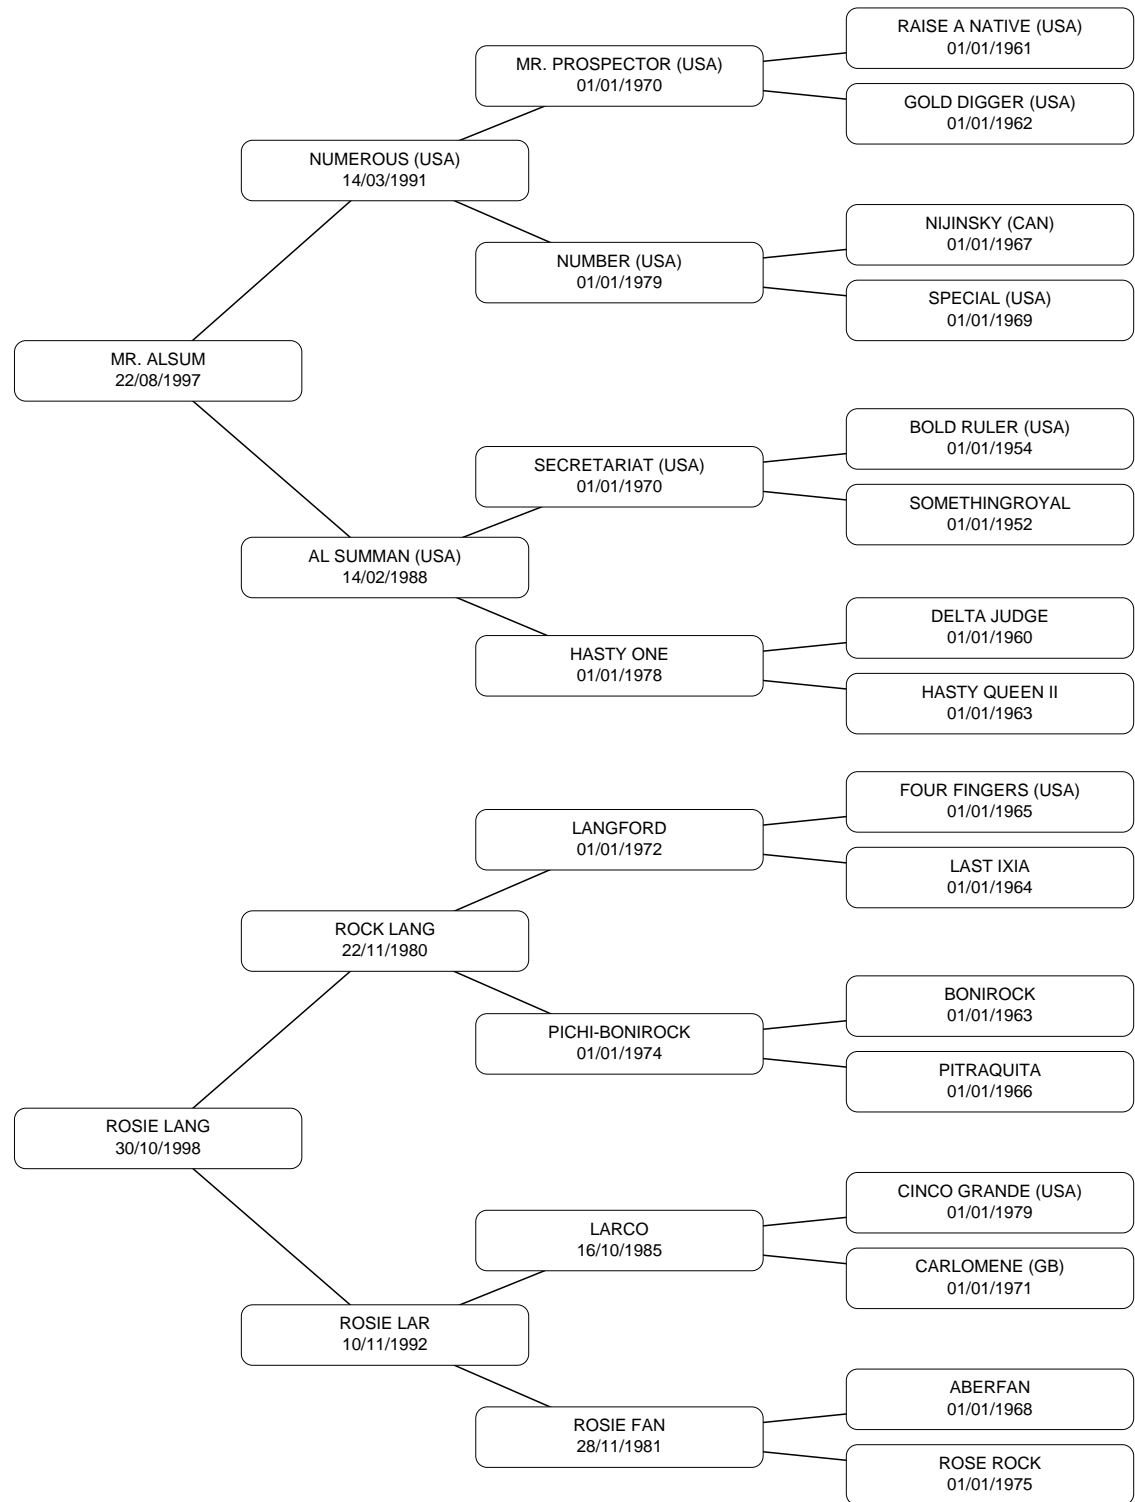 RAISE A NATIVE (USA)
01/01/1961
MR. PROSPECTOR (USA)
01/01/1970
GOLD DIGGER (USA)
01/01/1962
NUMEROUS (USA)
14/03/1991
NIJINSKY (CAN)
01/01/1967
NUMBER (USA)
01/01/1979
SPECIAL (USA)
01/01/1969
MR. ALSUM
22/08/1997
BOLD RULER (USA)
01/01/1954
SECRETARIAT (USA)
01/01/1970
SOMETHINGROYAL
01/01/1952
AL SUMMAN (USA)
14/02/1988
DELTA JUDGE
01/01/1960
HASTY ONE
01/01/1978
HASTY QUEEN II
01/01/1963
FOUR FINGERS (USA)
01/01/1965
LANGFORD
01/01/1972
LAST IXIA
01/01/1964
ROCK LANG
22/11/1980
BONIROCK
01/01/1963
PICHI-BONIROCK
01/01/1974
PITRAQUITA
01/01/1966
ROSIE LANG
30/10/1998
CINCO GRANDE (USA)
01/01/1979
LARCO
16/10/1985
CARLOMENE (GB)
01/01/1971
ROSIE LAR
10/11/1992
ABERFAN
01/01/1968
ROSIE FAN
28/11/1981
ROSE ROCK
01/01/1975